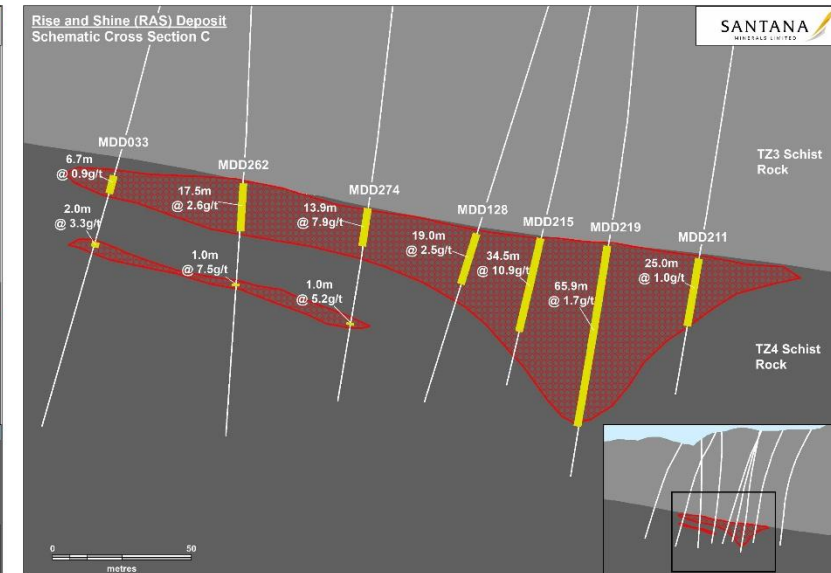 Rise and Shine (RAS) Deposit
Schematic Cross Section C
SANTANA
MINERALS LIMITED
MDD033
6.7m
@ 0.9g/t
2.0m
@ 3.3g/t
MDD262
17.5m
@ 2.6g/t
1.0m
@ 7.5g/t
MDD274
13.9m
@ 7.9g/t
1.0m
@ 5.2g/t
MDD128
19.0m
@ 2.5g/t
MDD215
34.5m
@ 10.9g/t
MDD219
65.9m
@ 1.7g/t
MDD211
25.0m
@ 1.0g/t
TZ3 Schist
Rock
TZ4 Schist
Rock
0
50
metres